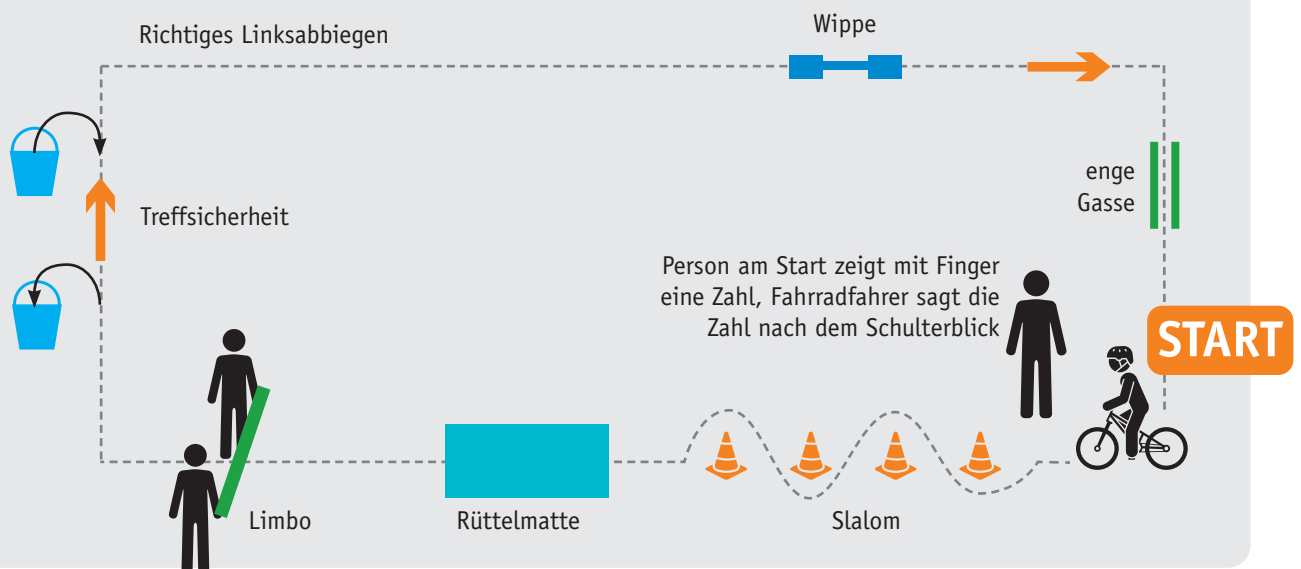 Wippe
Richtiges Linksabbiegen
enge
Gasse
Treffsicherheit
Person am Start zeigt mit Finger
eine Zahl, Fahrradfahrer sagt die
Zahl nach dem Schulterblick
START
Limbo
Rüttelmatte
Slalom